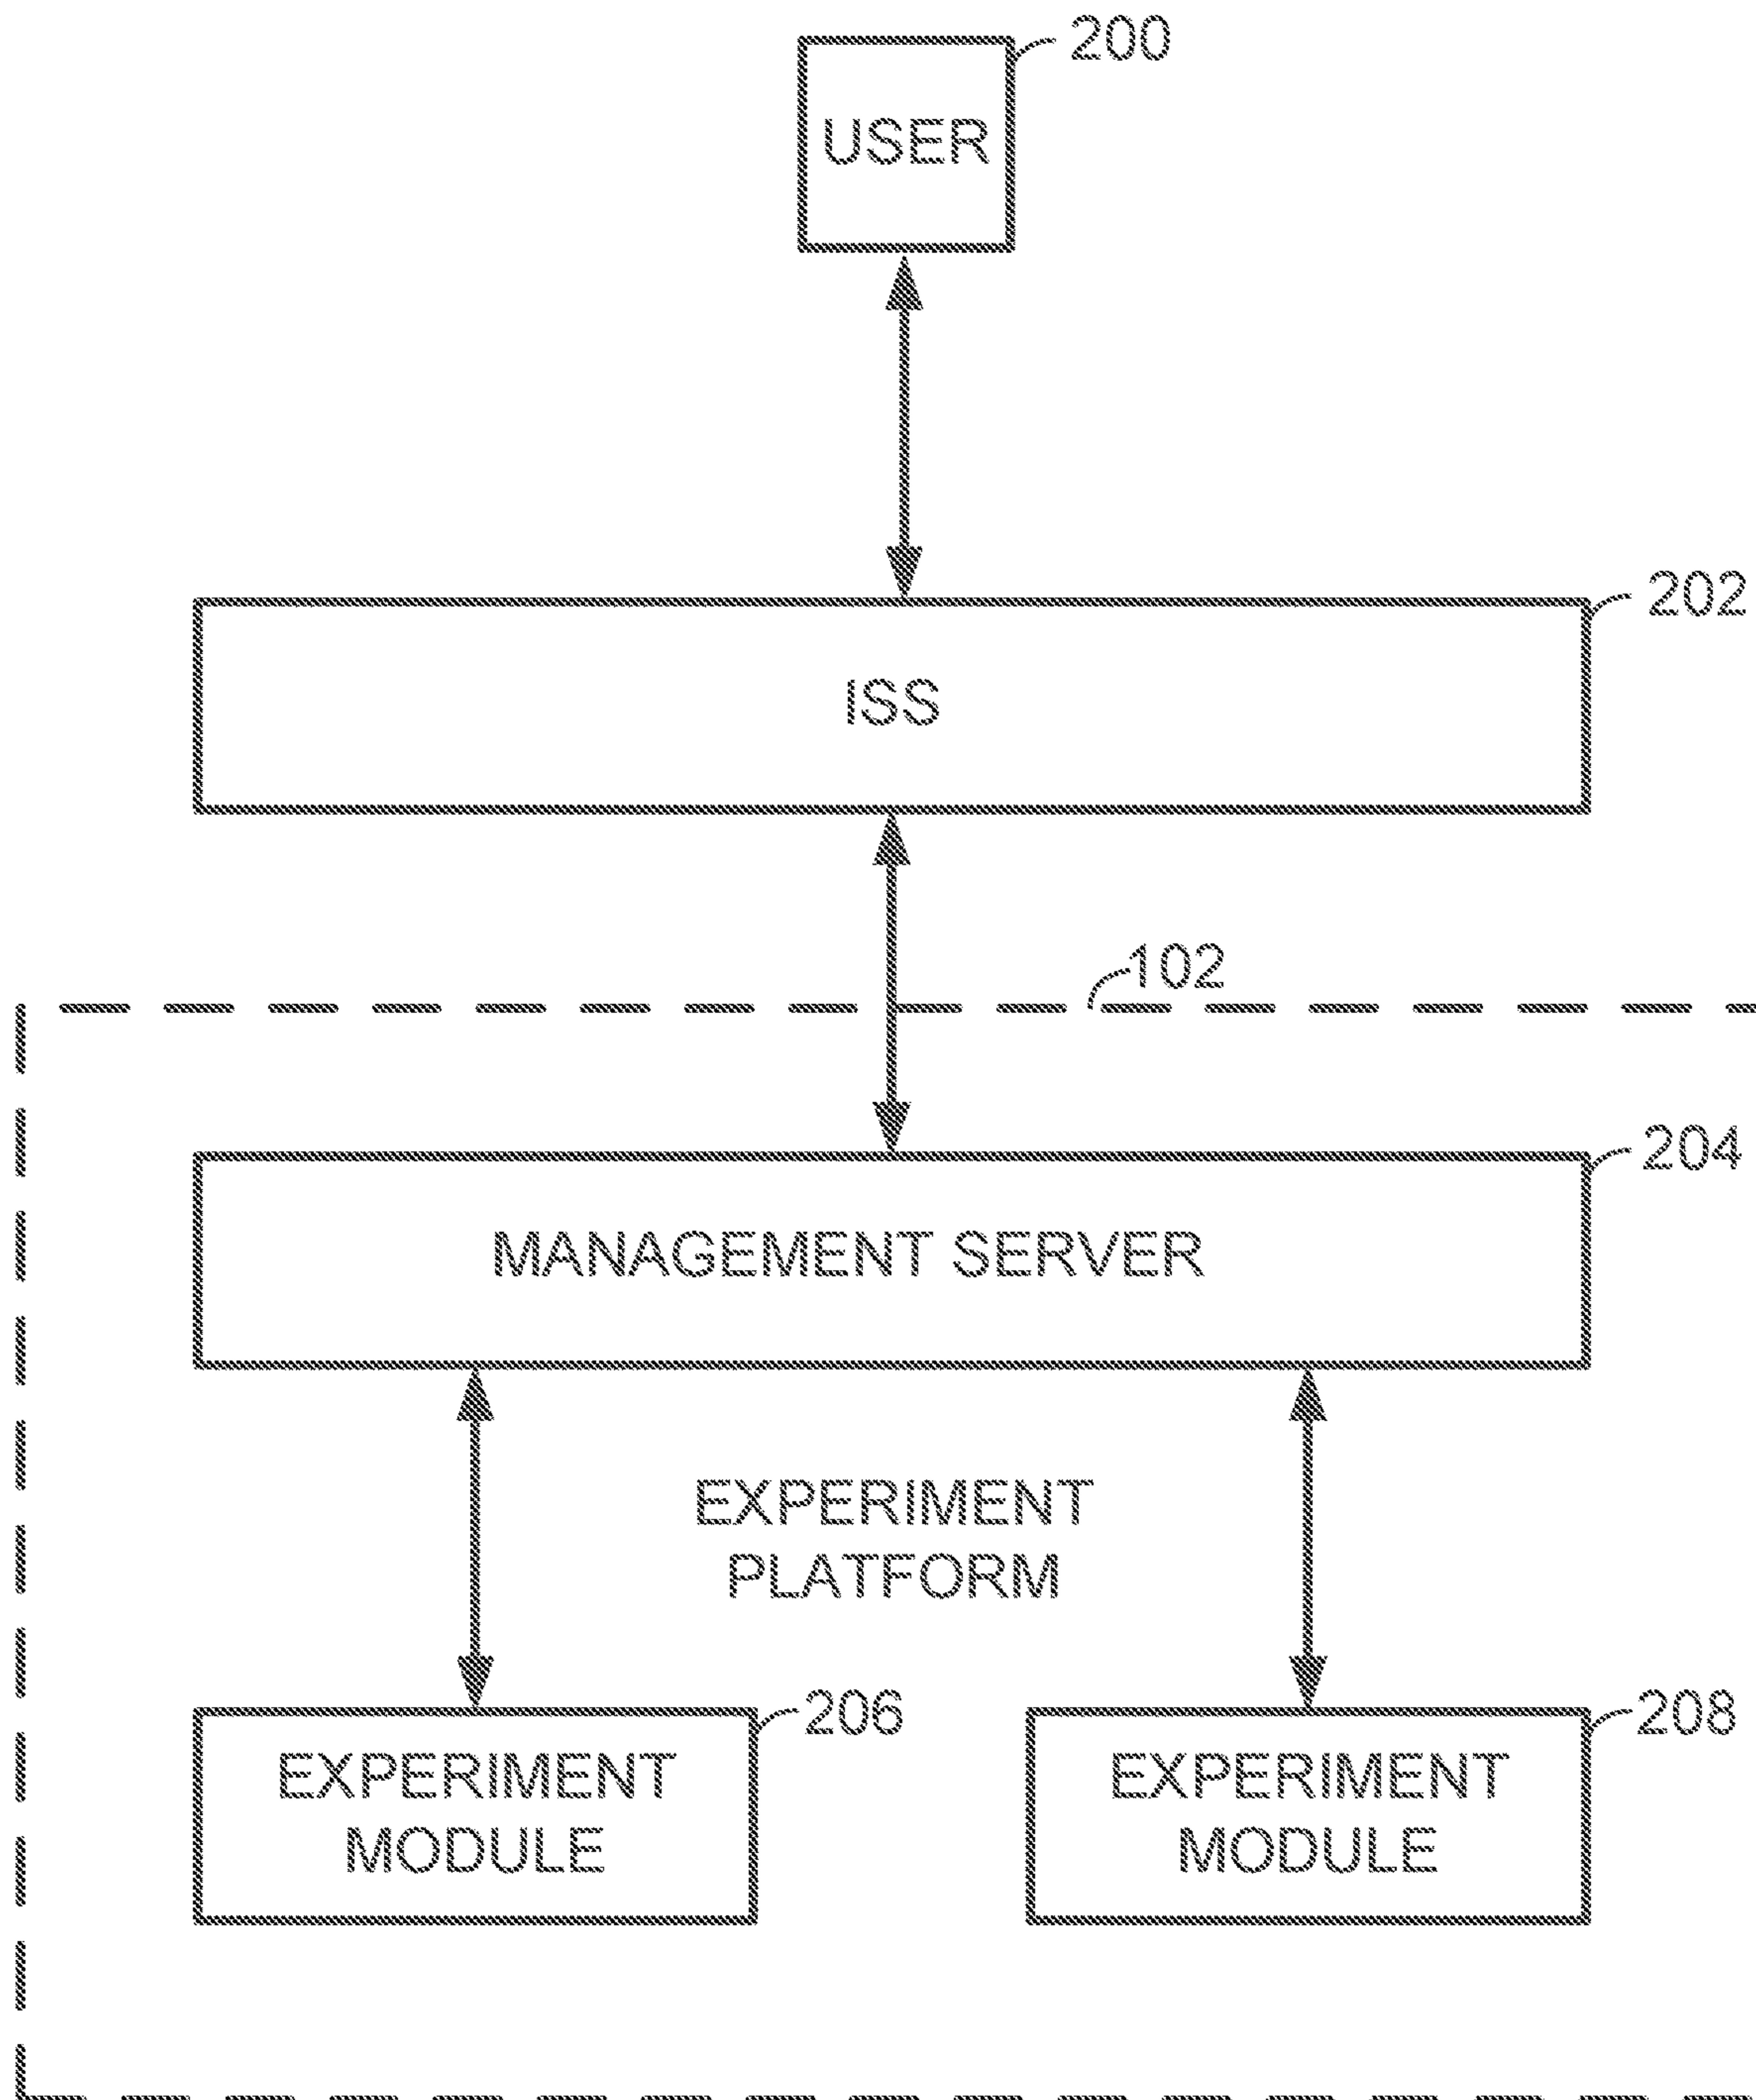 200
USER
202
ISS
102
204
MANAGEMENT SERVER
EXPERIMENT
PLATFORM
206
208
EXPERIMENT
MODULE
EXPERIMENT
MODULE